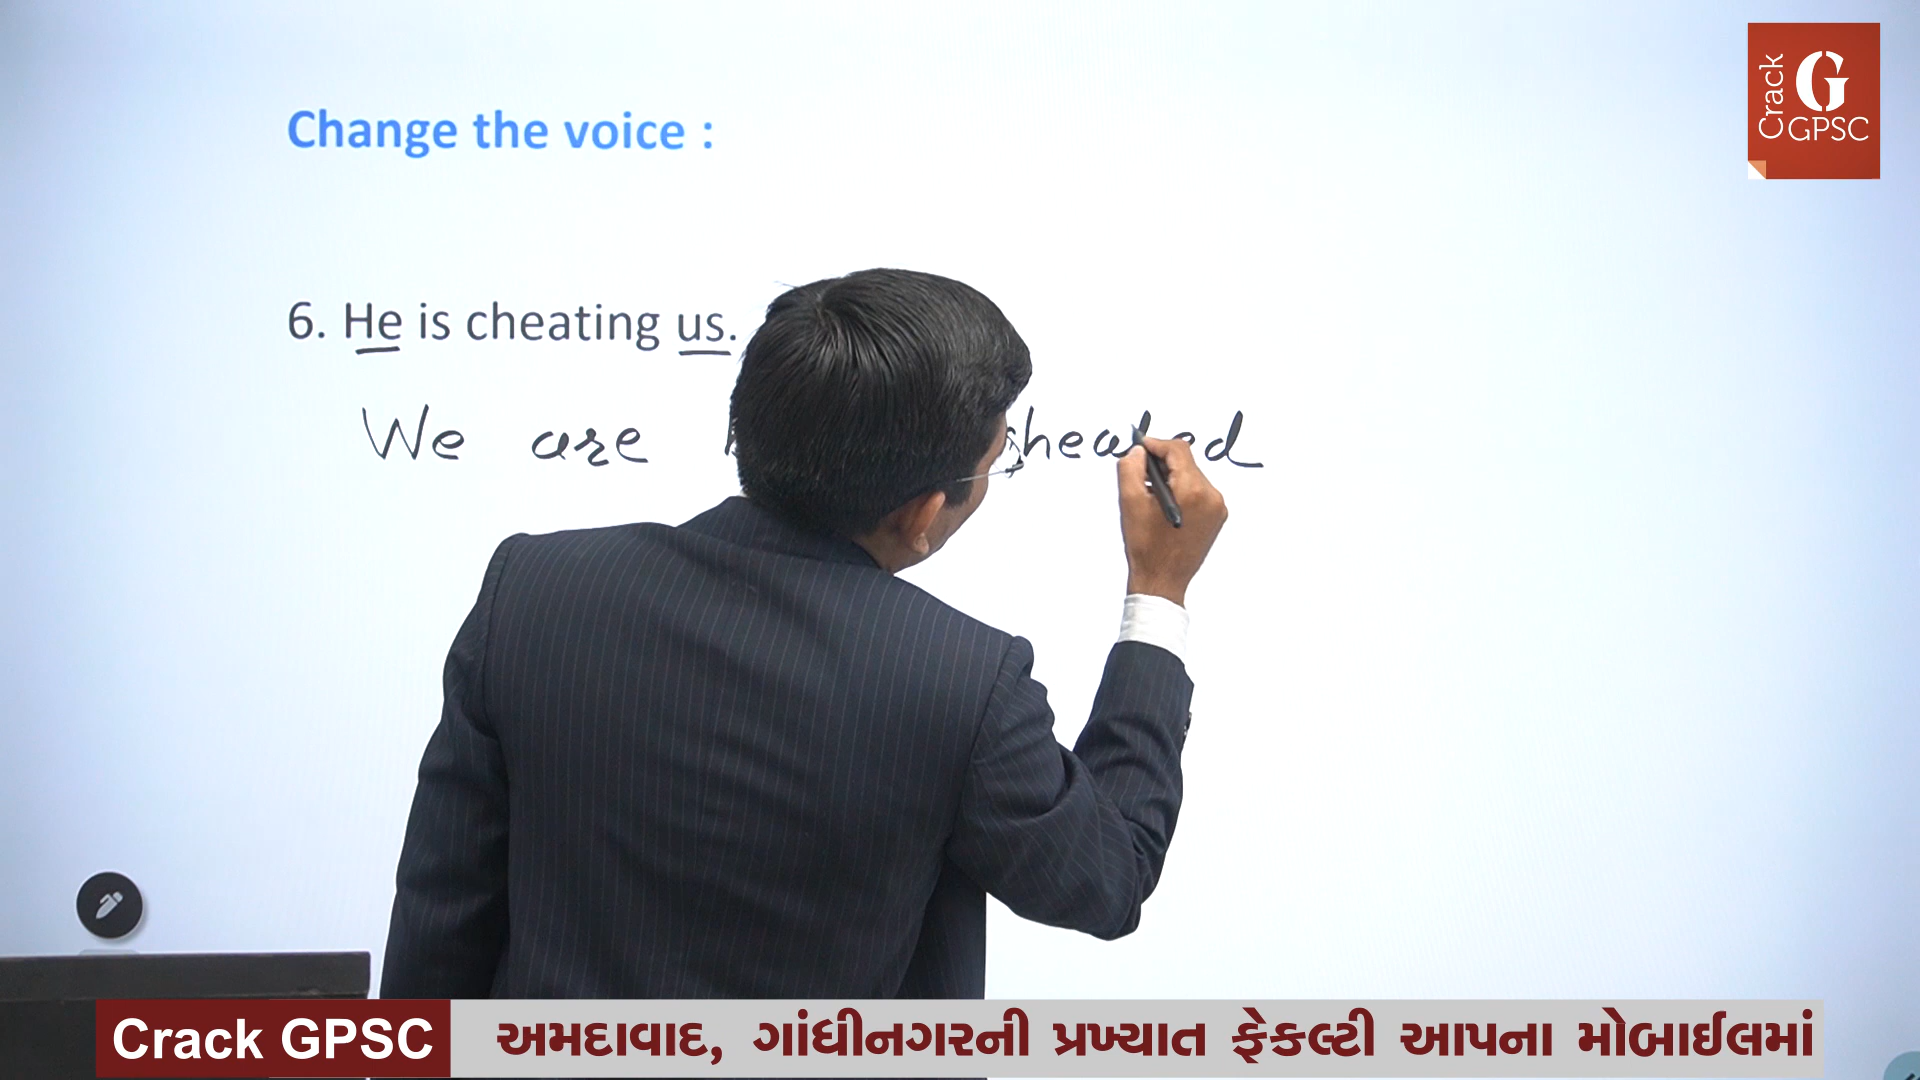 Crack
G
GPSC
Change the voice :
6. He is cheating us.
We are cheated
Crack GPSC
અમદાવાદ, ગાંધીનગરની પ્રખ્યાત ફેકલ્ટી આપના મોબાઈલમાં